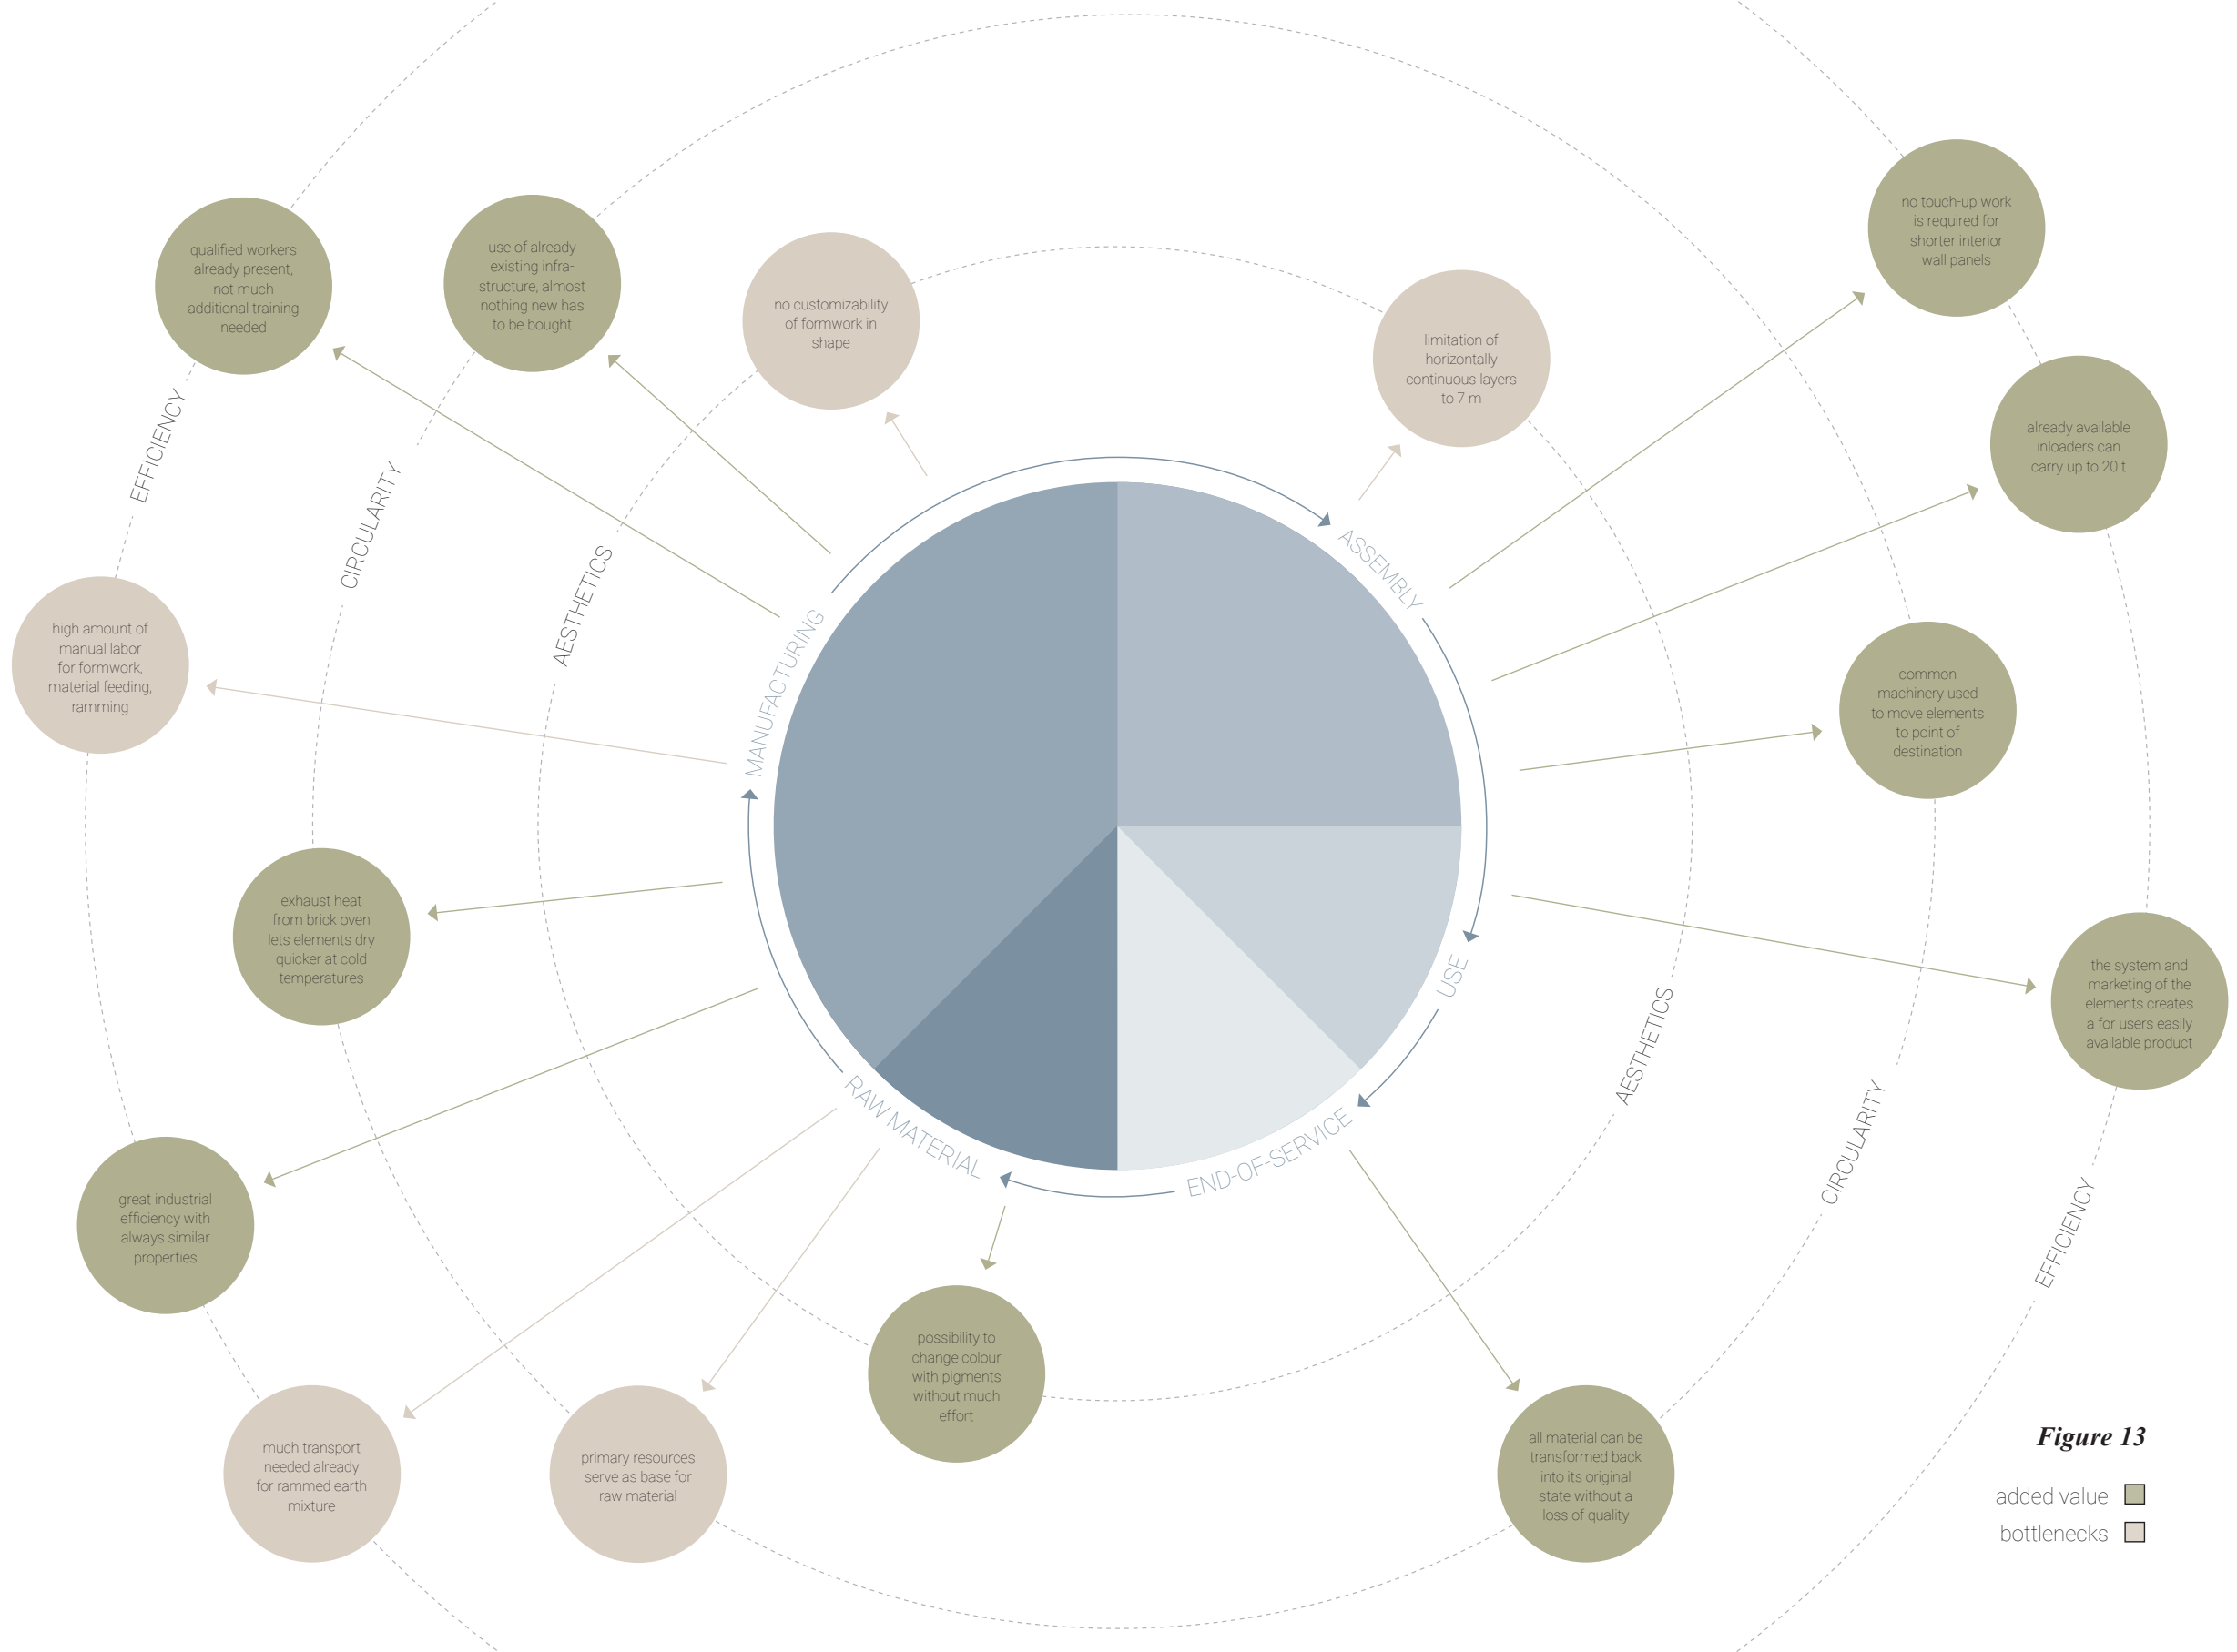 no touch-up work
is required for
shorter interior
wall panels
qualified workers
already present,
not much
additional training
needed
use of already
existing infra-
structure, almost
nothing new has
to be bought
no customizability
of formwork in
shape
limitation of
horizontally
continuous layers
to 7 m
already available
inloaders can
carry up to 20 t
EFFICIENCY
CIRCULARITY
AESTHETICS
ASSEMBLY
MANUFACTURING
high amount of
manual labor
for formwork,
material feeding,
ramming
common
machinery used
to move elements
to point of
destination
exhaust heat
from brick oven
lets elements dry
quicker at cold
temperatures
USE
the system and
marketing of the
elements creates
a for users easily
available product
AESTHETICS
CIRCULARITY
EFFICIENCY
RAW MATERIAL
END-OF-SERVICE
great industrial
efficiency with
always similar
properties
possibility to
change colour
with pigments
without much
effort
much transport
needed already
for rammed earth
mixture
primary resources
serve as base for
raw material
all material can be
transformed back
into its original
state without a
loss of quality
Figure 13
added value
bottlenecks